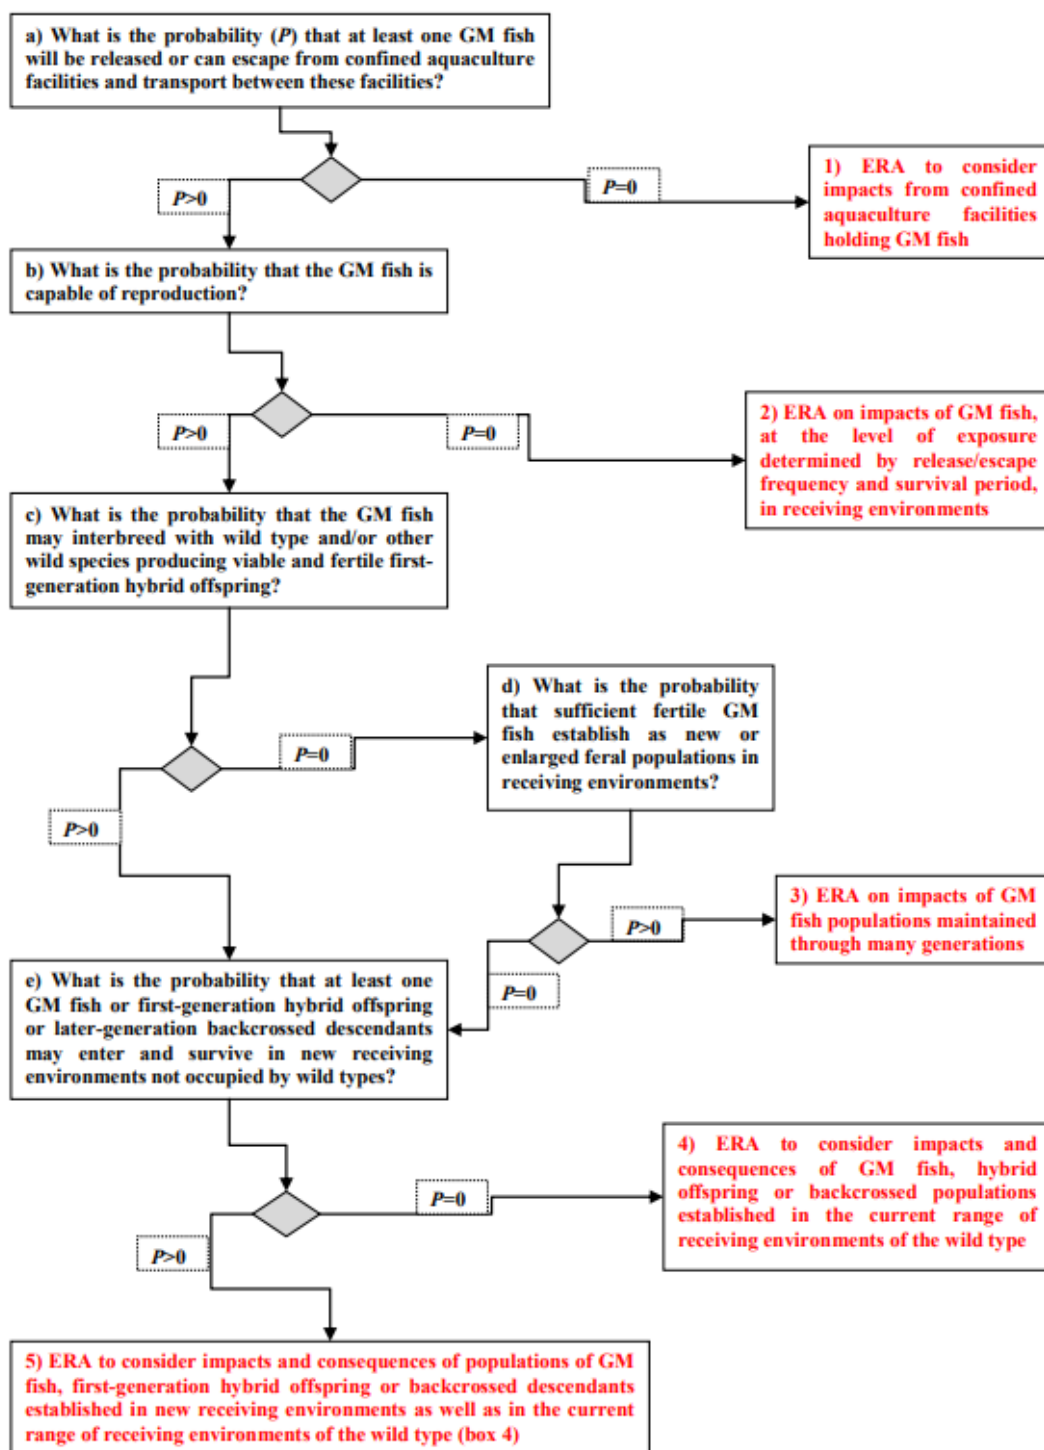 a) What is the probability (P) that at least one GM fish
will be released or can escape from confined aquaculture
facilities and transport between these facilities?
P>0
P=0
1) ERA to consider
impacts from confined
aquaculture facilities
holding GM fish
b) What is the probability that the GM fish is
capable of reproduction?
P>0
P=0
2) ERA on impacts of GM fish,
at the level of exposure
determined by release/escape
frequency and survival period,
in receiving environments
c) What is the probability that the GM fish
may interbreed with wild type and/or other
wild species producing viable and fertile first-
generation hybrid offspring?
P=0
P>0
d) What is the probability
that sufficient fertile GM
fish establish as new or
enlarged feral populations in
receiving environments?
P>0
P=0
3) ERA on impacts of GM
fish populations maintained
through many generations
e) What is the probability that at least one
GM fish or first-generation hybrid offspring
or later-generation backcrossed descendants
may enter and survive in new receiving
environments not occupied by wild types?
P=0
P>0
4) ERA to consider impacts and
consequences of GM fish, hybrid
offspring or backcrossed populations
established in the current range of
receiving environments of the wild type
5) ERA to consider impacts and consequences of populations of GM
fish, first-generation hybrid offspring or backcrossed descendants
established in new receiving environments as well as in the current
range of receiving environments of the wild type (box 4)